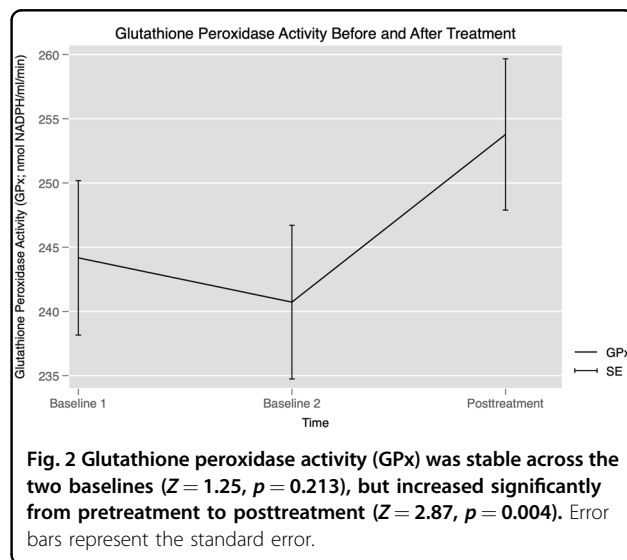 Glutathione Peroxidase Activity Before and After Treatment
Glutathione Peroxidase Activity (GPx; nmol NADPH/ml/min)
260
255
250
245
240
235
Baseline 1
Baseline 2
Posttreatment
Time
GPx
SE
Fig. 2 Glutathione peroxidase activity (GPx) was stable across the
two baselines (Z = 1.25, p = 0.213), but increased significantly
from pretreatment to posttreatment (Z = 2.87, p = 0.004). Error
bars represent the standard error.